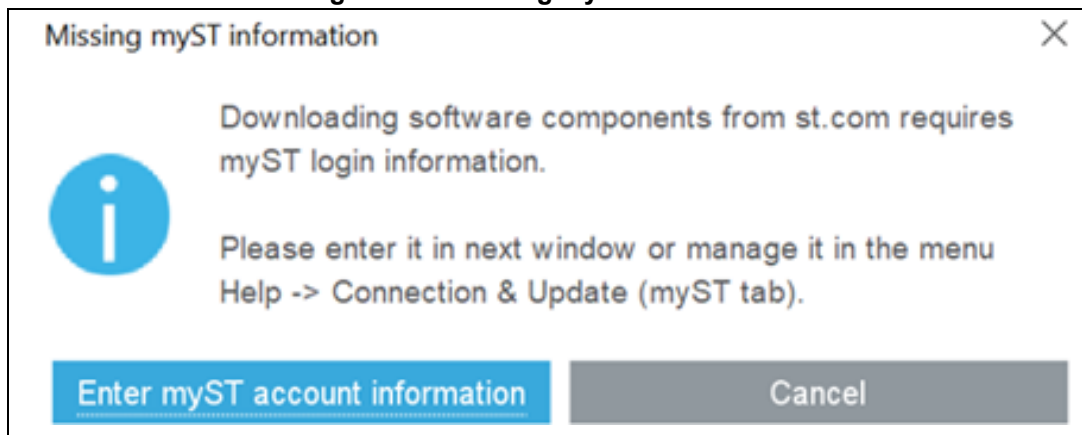 Missing myST information
Downloading software components from st.com requires
myST login information.
Please enter it in next window or manage it in the menu
Help -> Connection & Update (myST tab).
Enter myST account information
Cancel